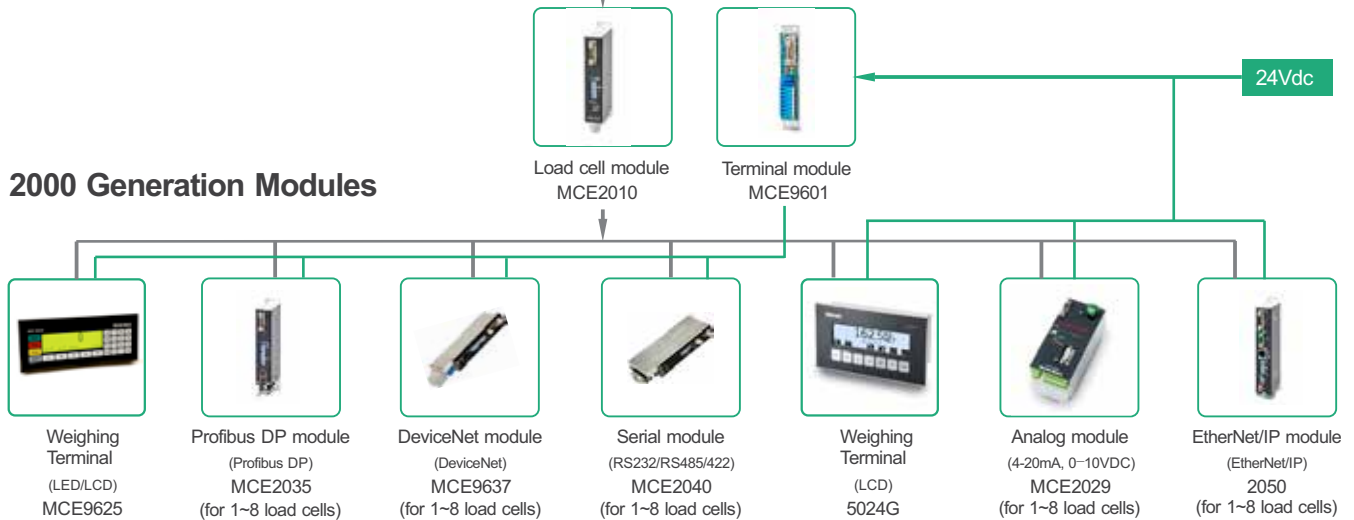 24Vdc
Load cell module
MCE2010
Terminal module
MCE9601
2000 Generation Modules
Weighing
Terminal
(LED/LCD)
MCE9625
Profibus DP module
(Profibus DP)
MCE2035
(for 1~8 load cells)
DeviceNet module
(DeviceNet)
MCE9637
(for 1~8 load cells)
Serial module
(RS232/RS485/422)
MCE2040
(for 1~8 load cells)
Weighing
Terminal
(LCD)
5024G
Analog module
(4-20mA, 0–10VDC)
MCE2029
(for 1~8 load cells)
EtherNet/IP module
(EtherNet/IP)
2050
(for 1~8 load cells)